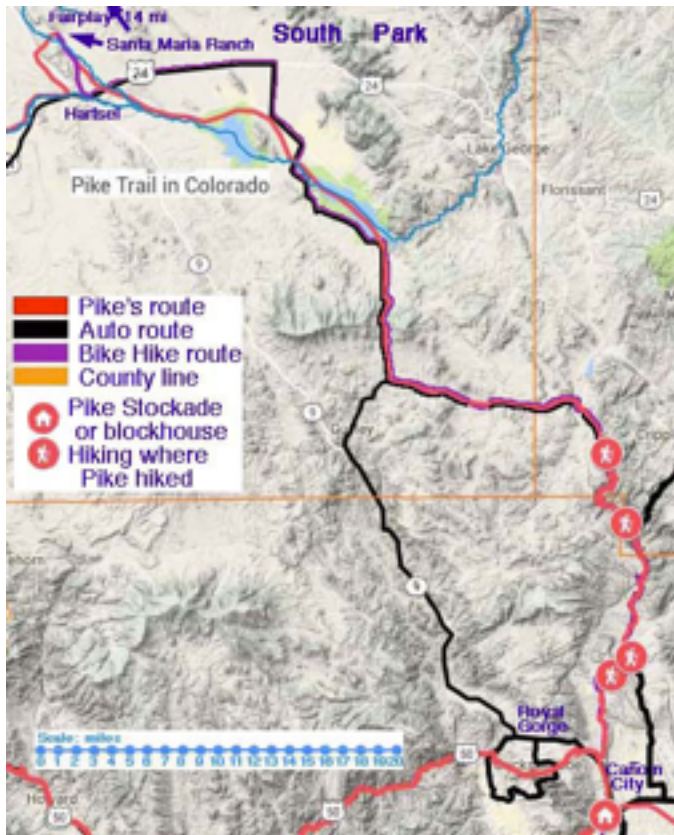 Fairplay 14 mi
Santa Maria Ranch
South Park
24
24
Hartsel
Lake George
Pike Trail in Colorado
Florissant
24
9
Pike's route
Auto route
Bike Hike route
County line
Pike Stockade
or blockhouse
Hiking where
Pike hiked
9
9
Royal
Gorge
Scale: miles
0 1 2 3 4 5 6 7 8 9 10 11 12 13 14 15 16 17 18 19 20
50
Cañon
City
Howard
50
50